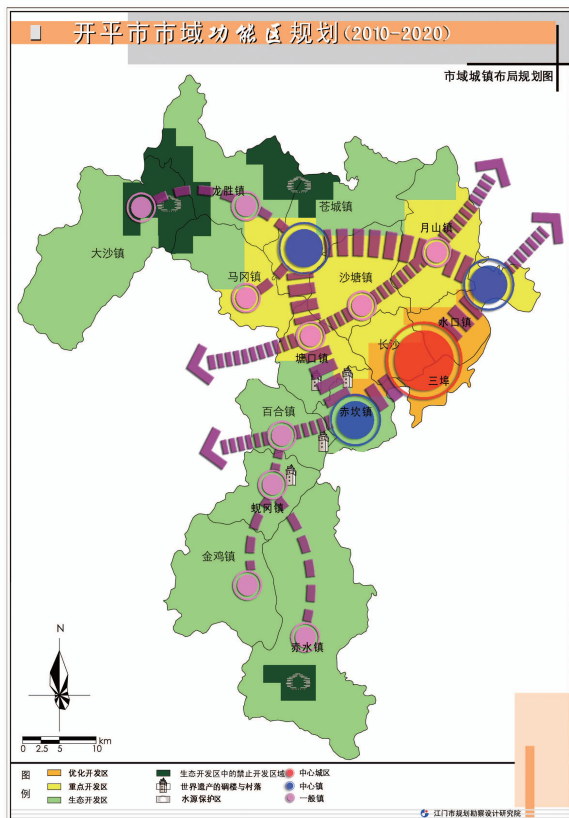 开平市市域功能区规划(2010-2020)
市域城镇布局规划图
龙胜镇
苍城镇
月山镇
大沙镇
马冈镇
沙塘镇
水口镇
长沙
塘口镇
三埠
百合镇
赤坎镇
蚬冈镇
金鸡镇
赤水镇
N
0 2.5 5 10
km
图例
优化开发区
重点开发区
生态开发区
生态开发区中的禁止开发区域
世界遗产的碉楼与村落
水源保护区
中心城区
中心镇
一般镇
江门市规划勘察设计研究院